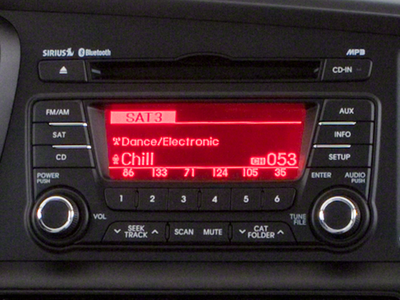 SIRIUS Bluetooth MP3
CD-IN
FM/AM SAT3 AUX
SAT Dance/Electronic INFO
CD Chill CH 053 SETUP
86 133 71 124 105 35
POWER PUSH 1 2 3 4 5 6 ENTER AUDIO PUSH
VOL TUNE FILE
SEEK TRACK SCAN MUTE CAT FOLDER